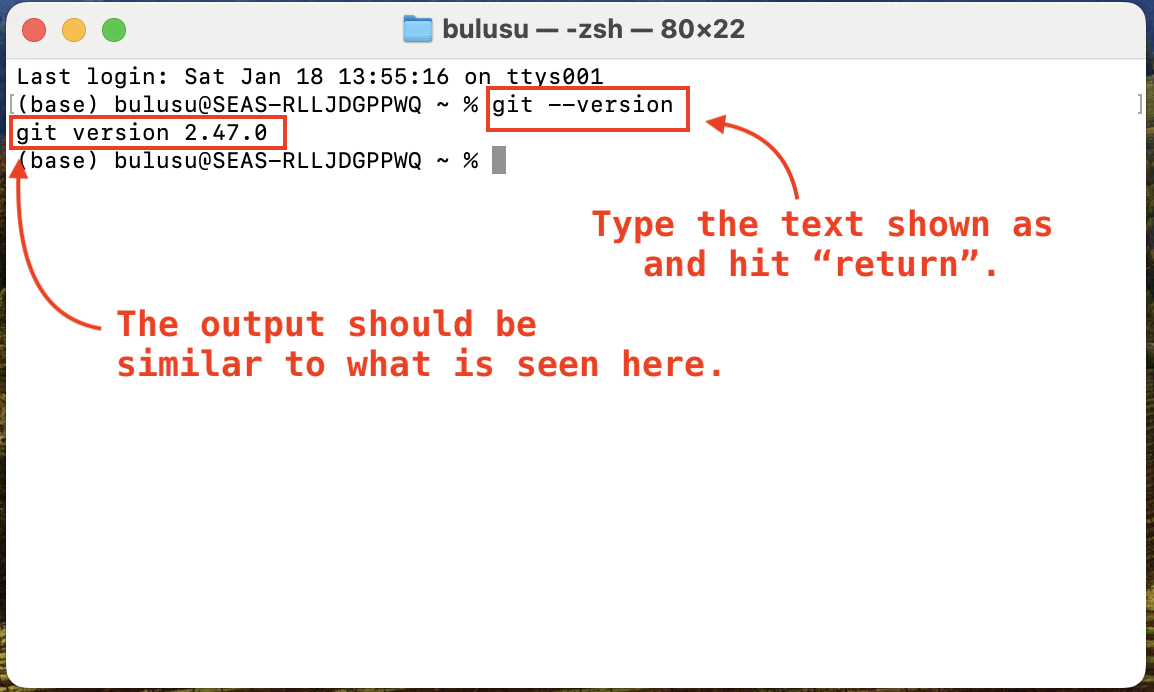 bulusu — -zsh — 80×22
Last login: Sat Jan 18 13:55:16 on ttys001
[(base) bulusu@SEAS-RLLJDGPPWQ ~ % git --version ]
git version 2.47.0
(base) bulusu@SEAS-RLLJDGPPWQ ~ %
Type the text shown as
and hit “return”.
The output should be
similar to what is seen here.